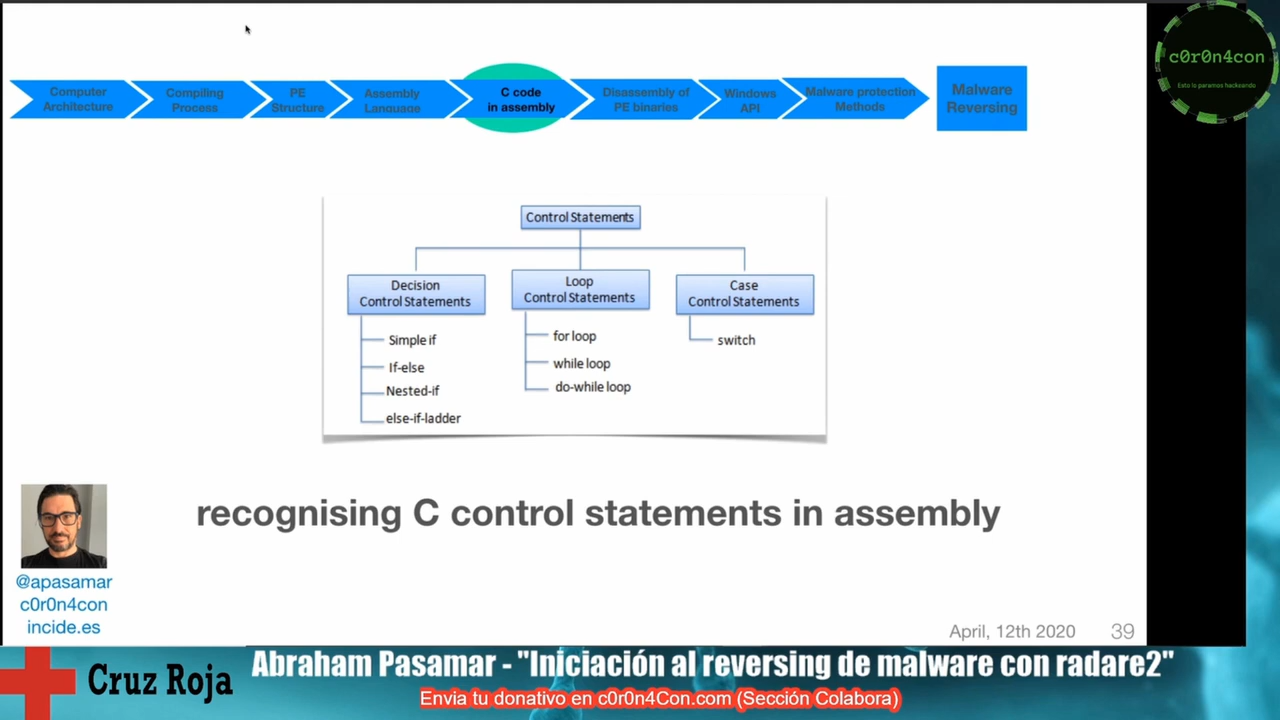 c0r0n4con
Esto lo paramos hackeando
Computer
Architecture
Compiling
Process
PE
Structure
Assembly
Language
C code
in assembly
Disassembly of
PE binaries
Windows
API
Malware protection
Methods
Malware
Reversing
Control Statements
Decision
Control Statements
Loop
Control Statements
Case
Control Statements
Simple if
If-else
Nested-if
else-if-ladder
for loop
while loop
do-while loop
switch
recognising C control statements in assembly
@apasamar
c0r0n4con
incide.es
April, 12th 2020 39
Cruz Roja
Abraham Pasamar - "Iniciación al reversing de malware con radare2"
Envia tu donativo en c0r0n4Con.com (Sección Colabora)